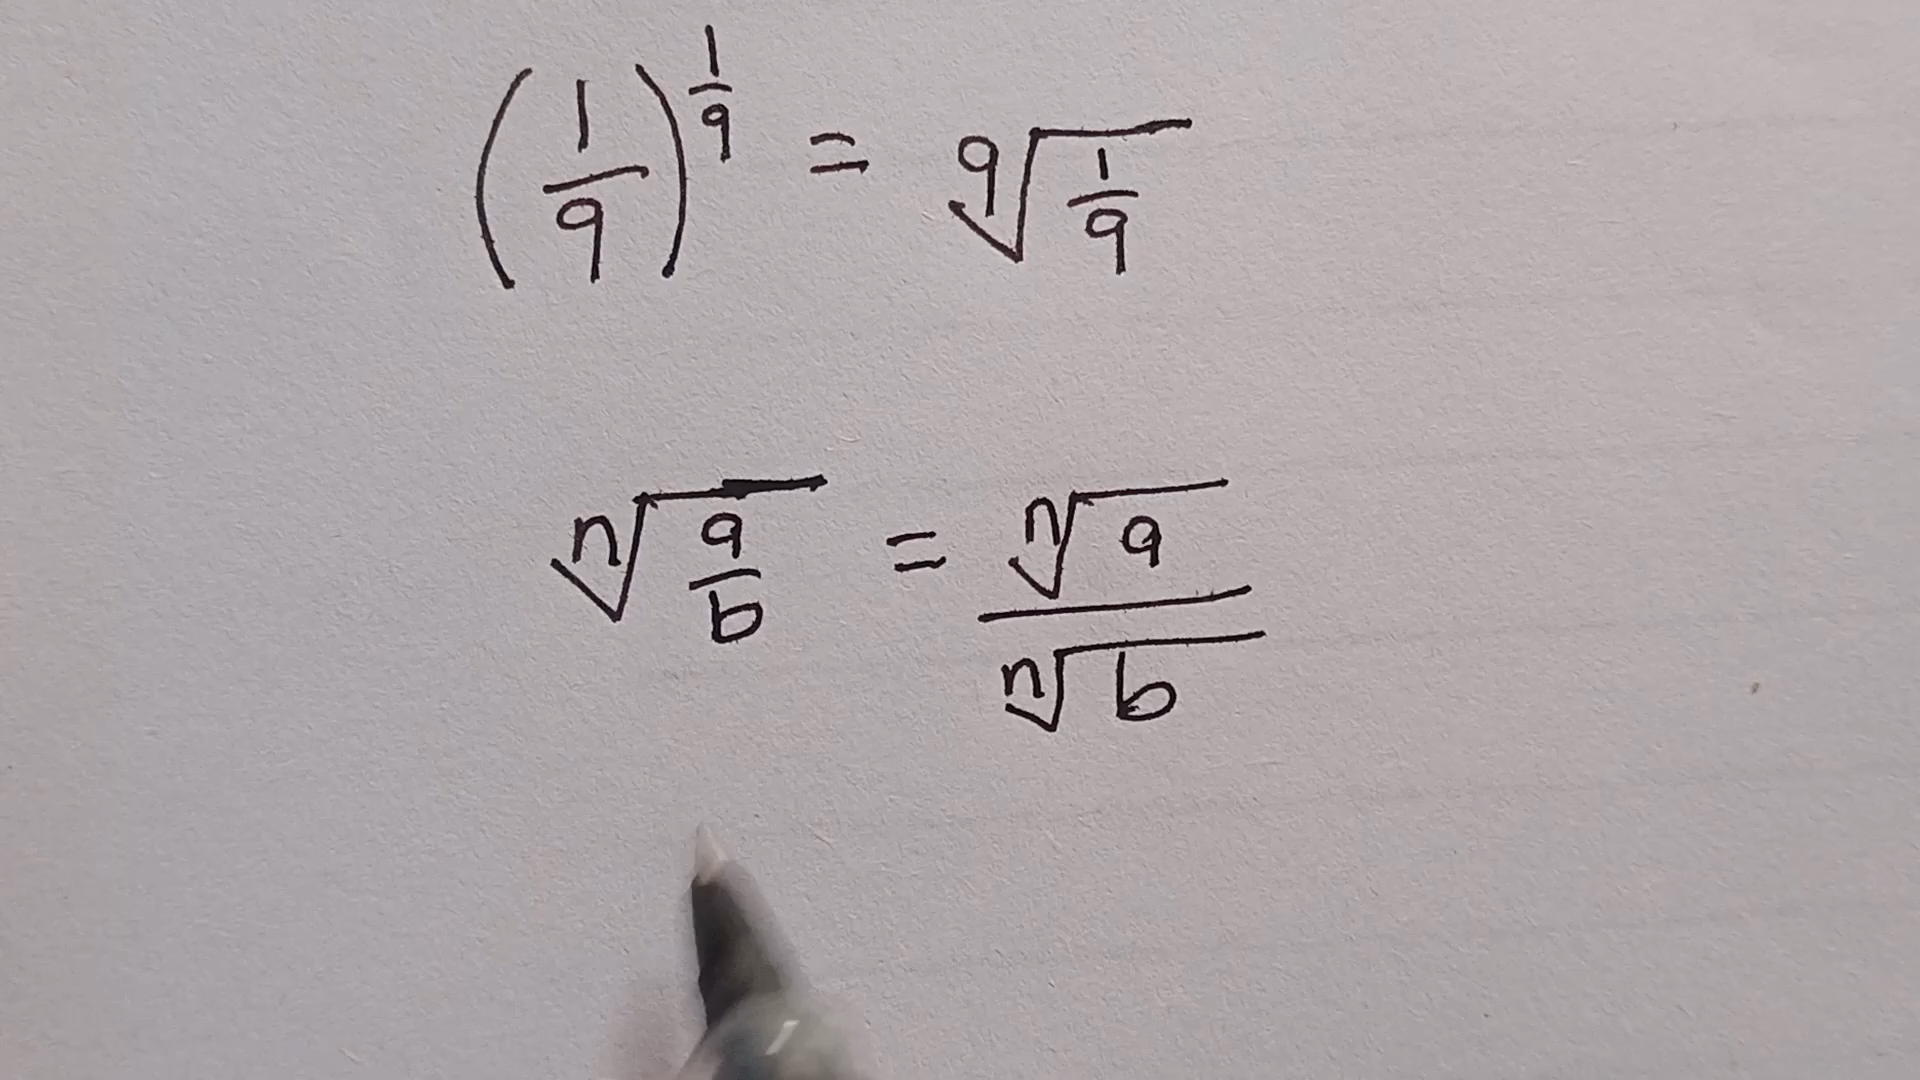 (1/9)^(1/9) = ⁹√(1/9)
ⁿ√(a/b) = ⁿ√a / ⁿ√b